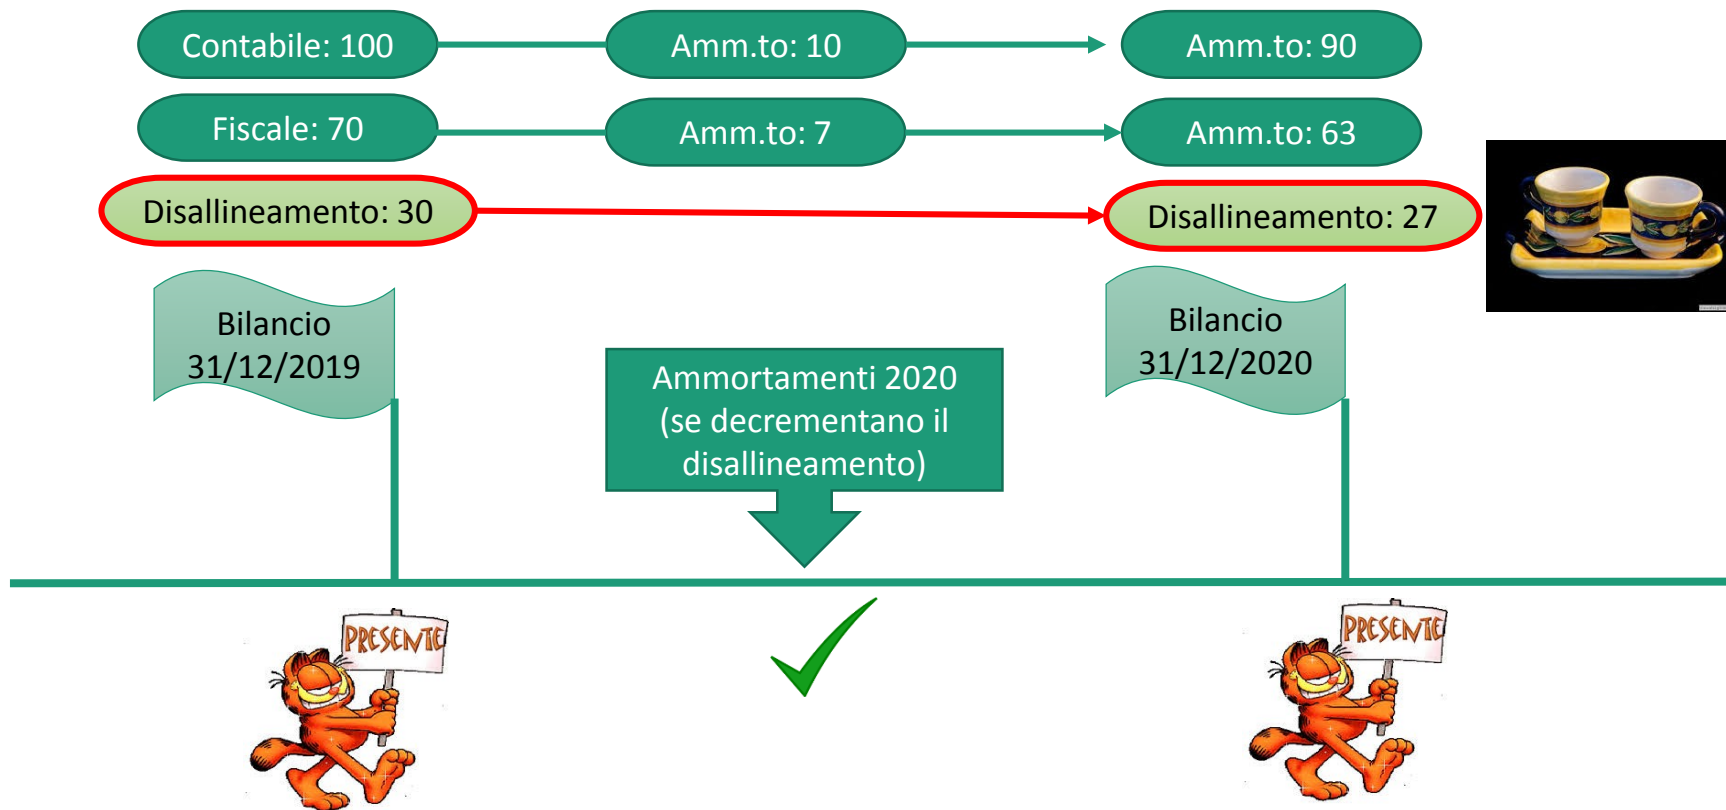 Contabile: 100
Amm.to: 10
Amm.to: 90
Fiscale: 70
Amm.to: 7
Amm.to: 63
Disallineamento: 30
Disallineamento: 27
Bilancio
31/12/2019
Bilancio
31/12/2020
Ammortamenti 2020
(se decrementano il
disallineamento)
PRESENTE
PRESENTE